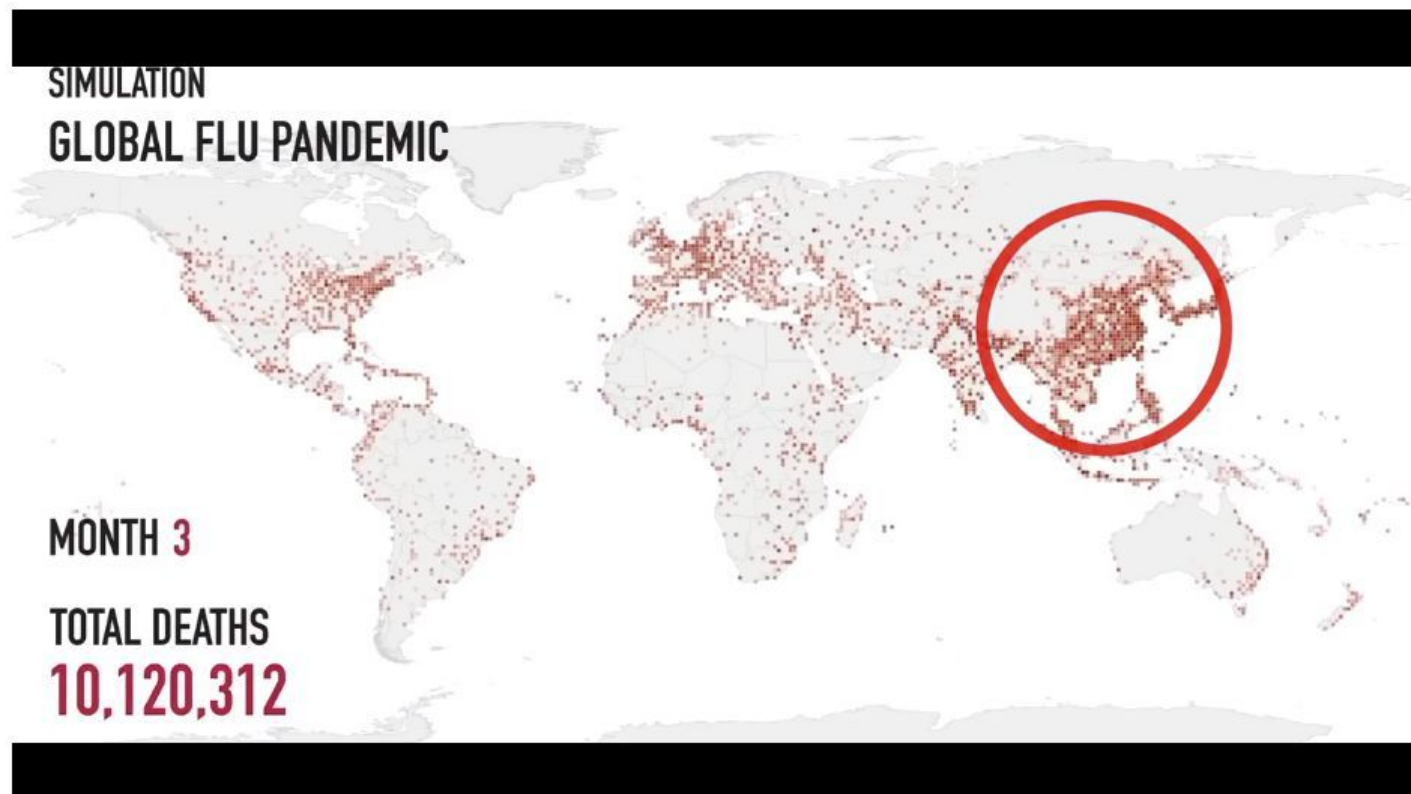 SIMULATION
GLOBAL FLU PANDEMIC
MONTH 3
TOTAL DEATHS
10,120,312